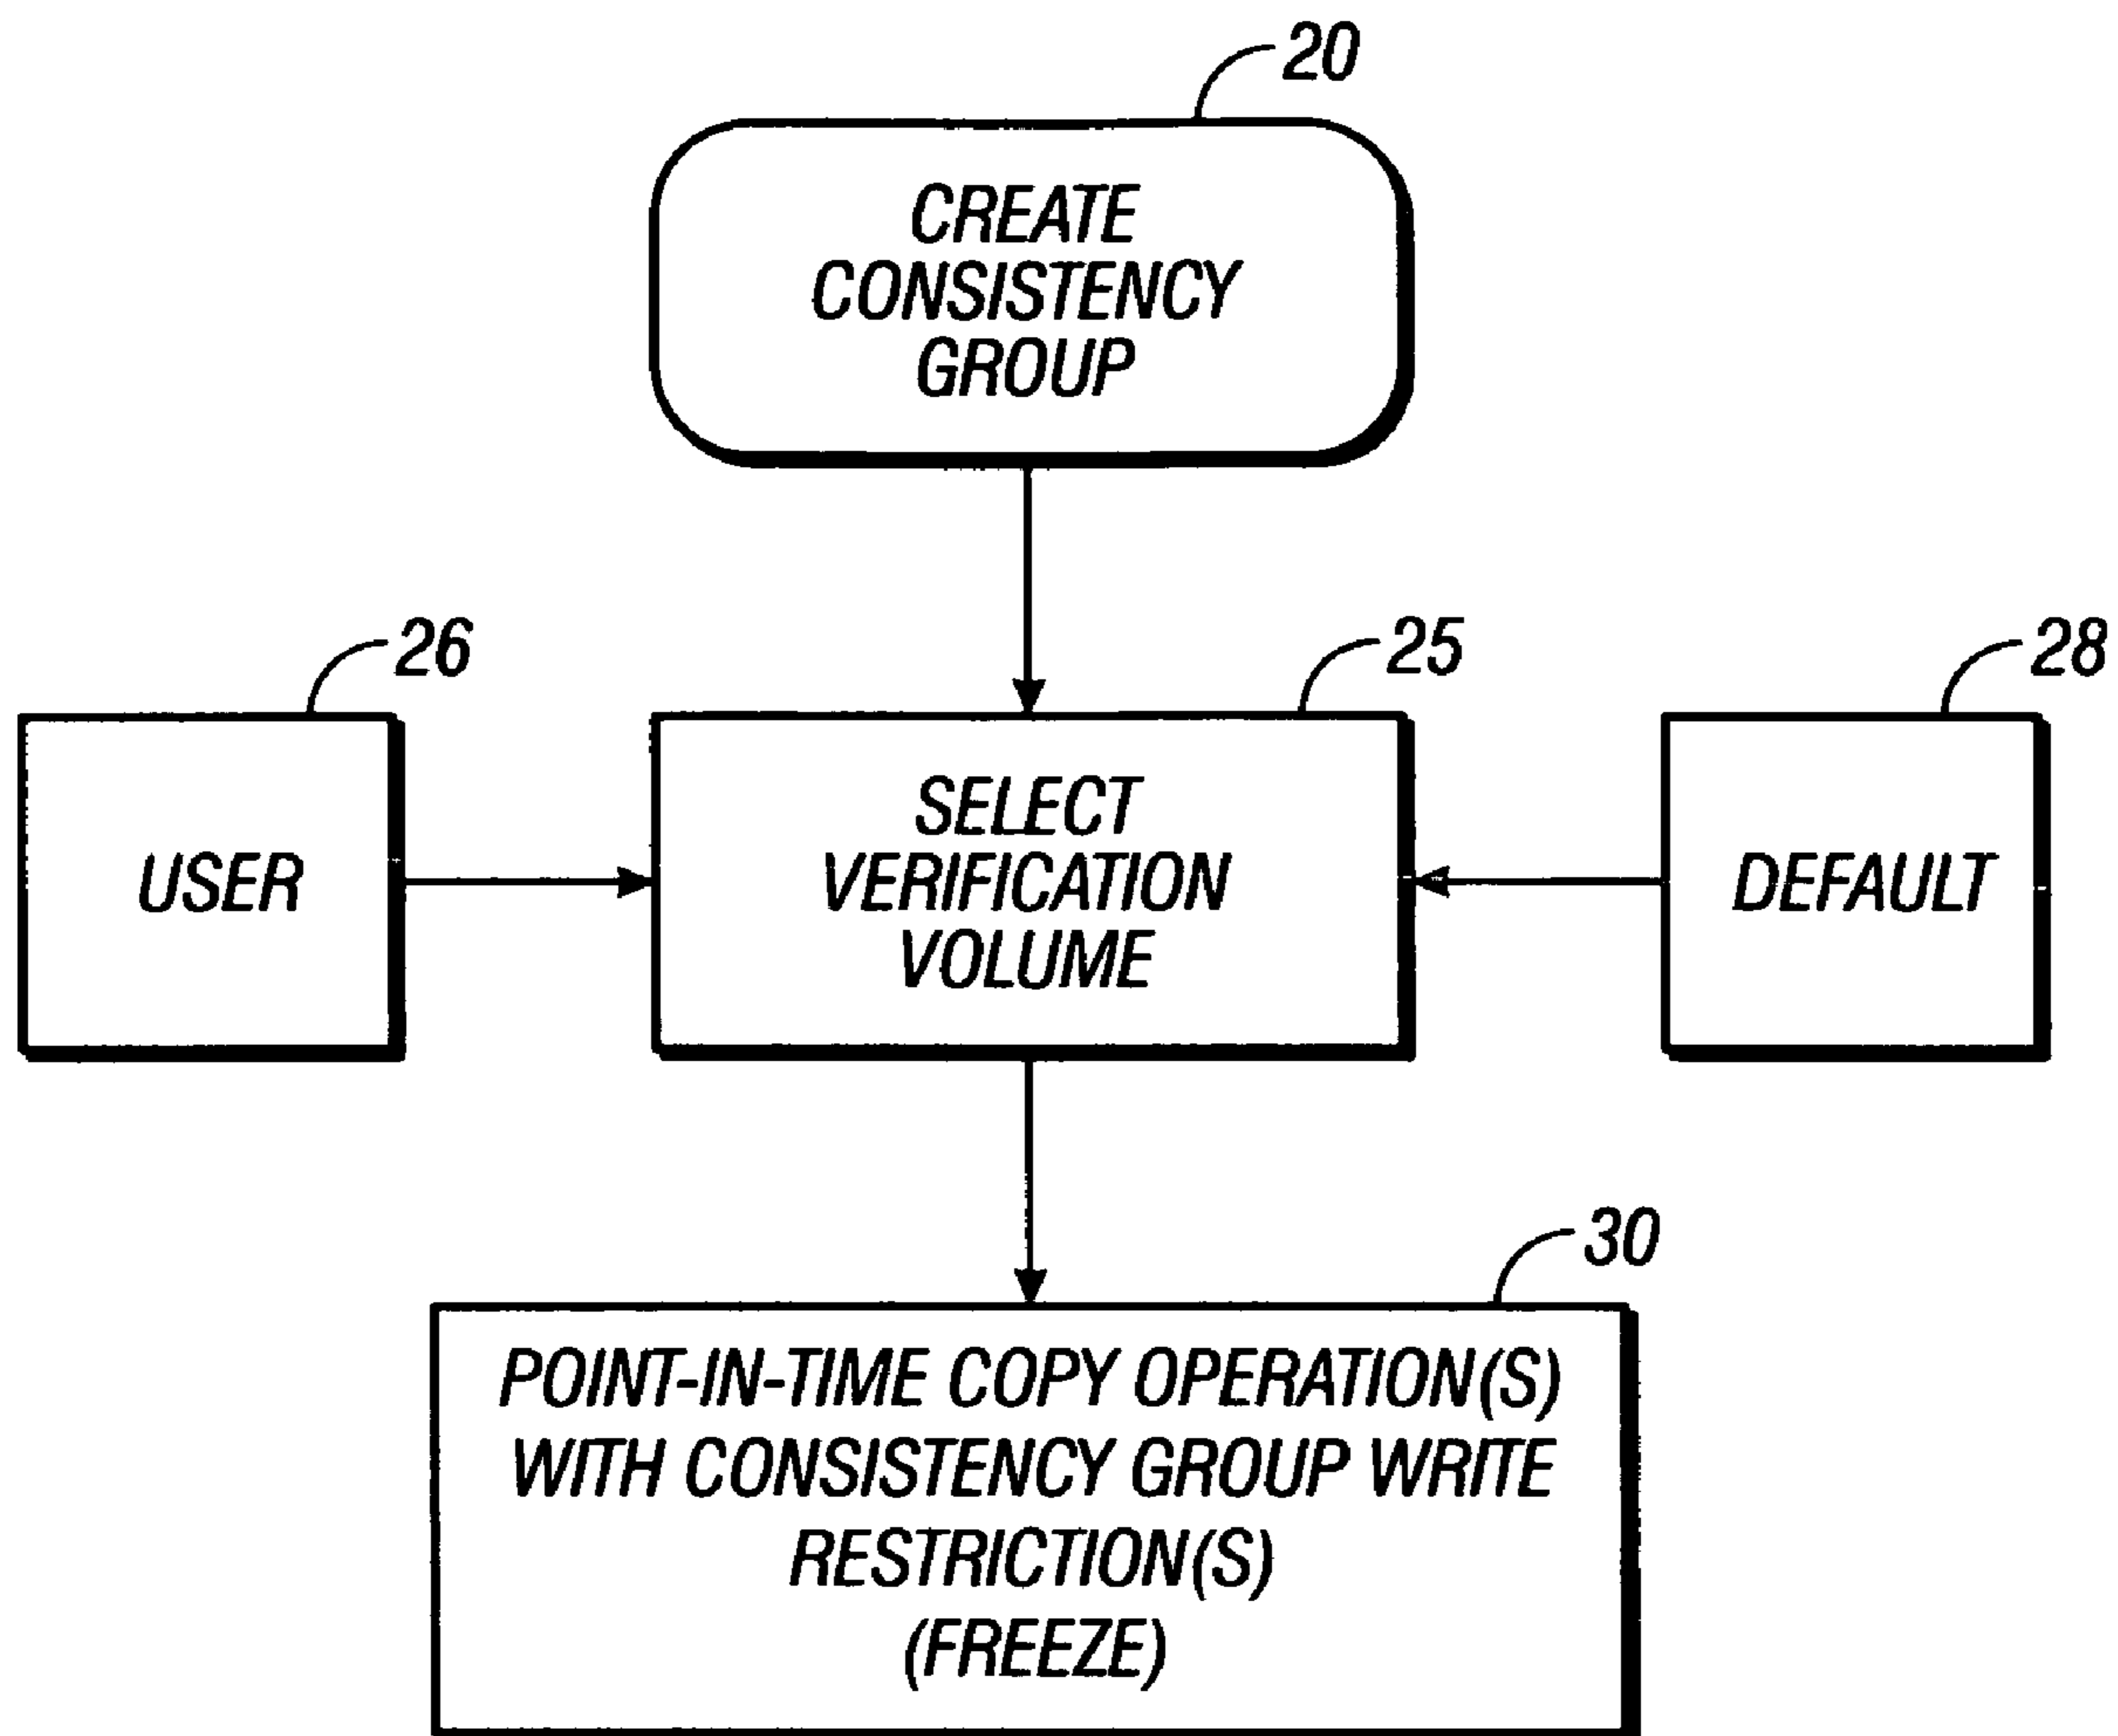 20
CREATE
CONSISTENCY
GROUP
26
25
28
USER
SELECT
VERIFICATION
VOLUME
DEFAULT
30
POINT-IN-TIME COPY OPERATION(S)
WITH CONSISTENCY GROUP WRITE
RESTRICTION(S)
(FREEZE)